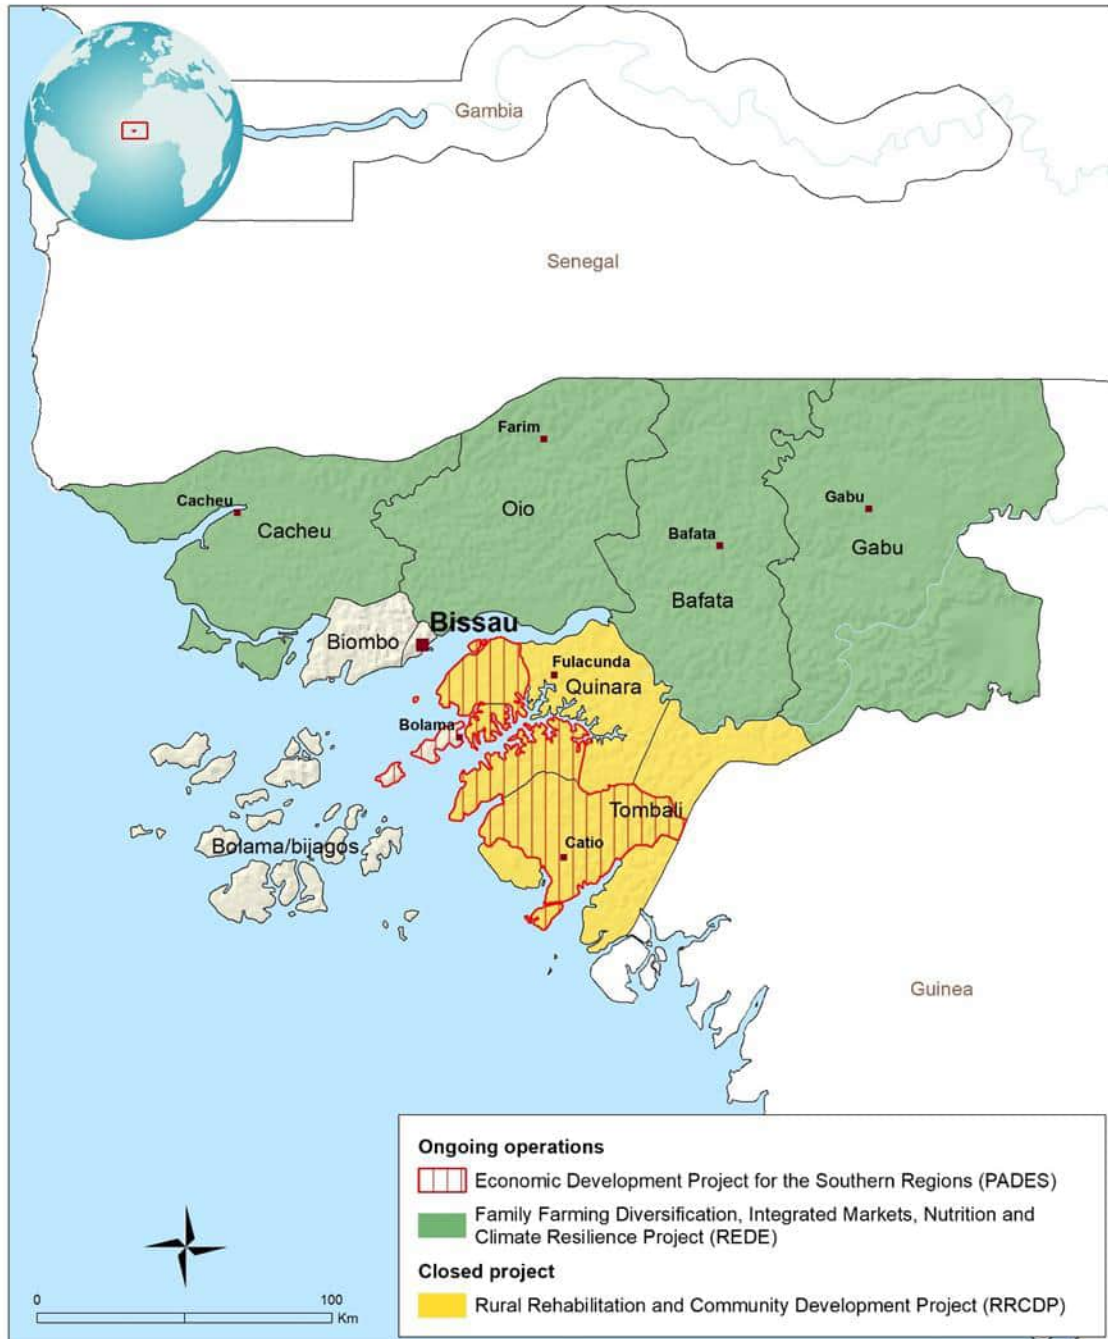 Gambia
Senegal
Farim
Cacheu
Oio
Gabu
Cacheu
Bafata
Gabu
Bafata
Bissau
Biombo
Fulacunda
Quinara
Bolama
Tombali
Bolama/bijagos
Catio
Guinea
Ongoing operations
Economic Development Project for the Southern Regions (PADES)
Family Farming Diversification, Integrated Markets, Nutrition and
Climate Resilience Project (REDE)
Closed project
Rural Rehabilitation and Community Development Project (RRCDP)
0 100
Km